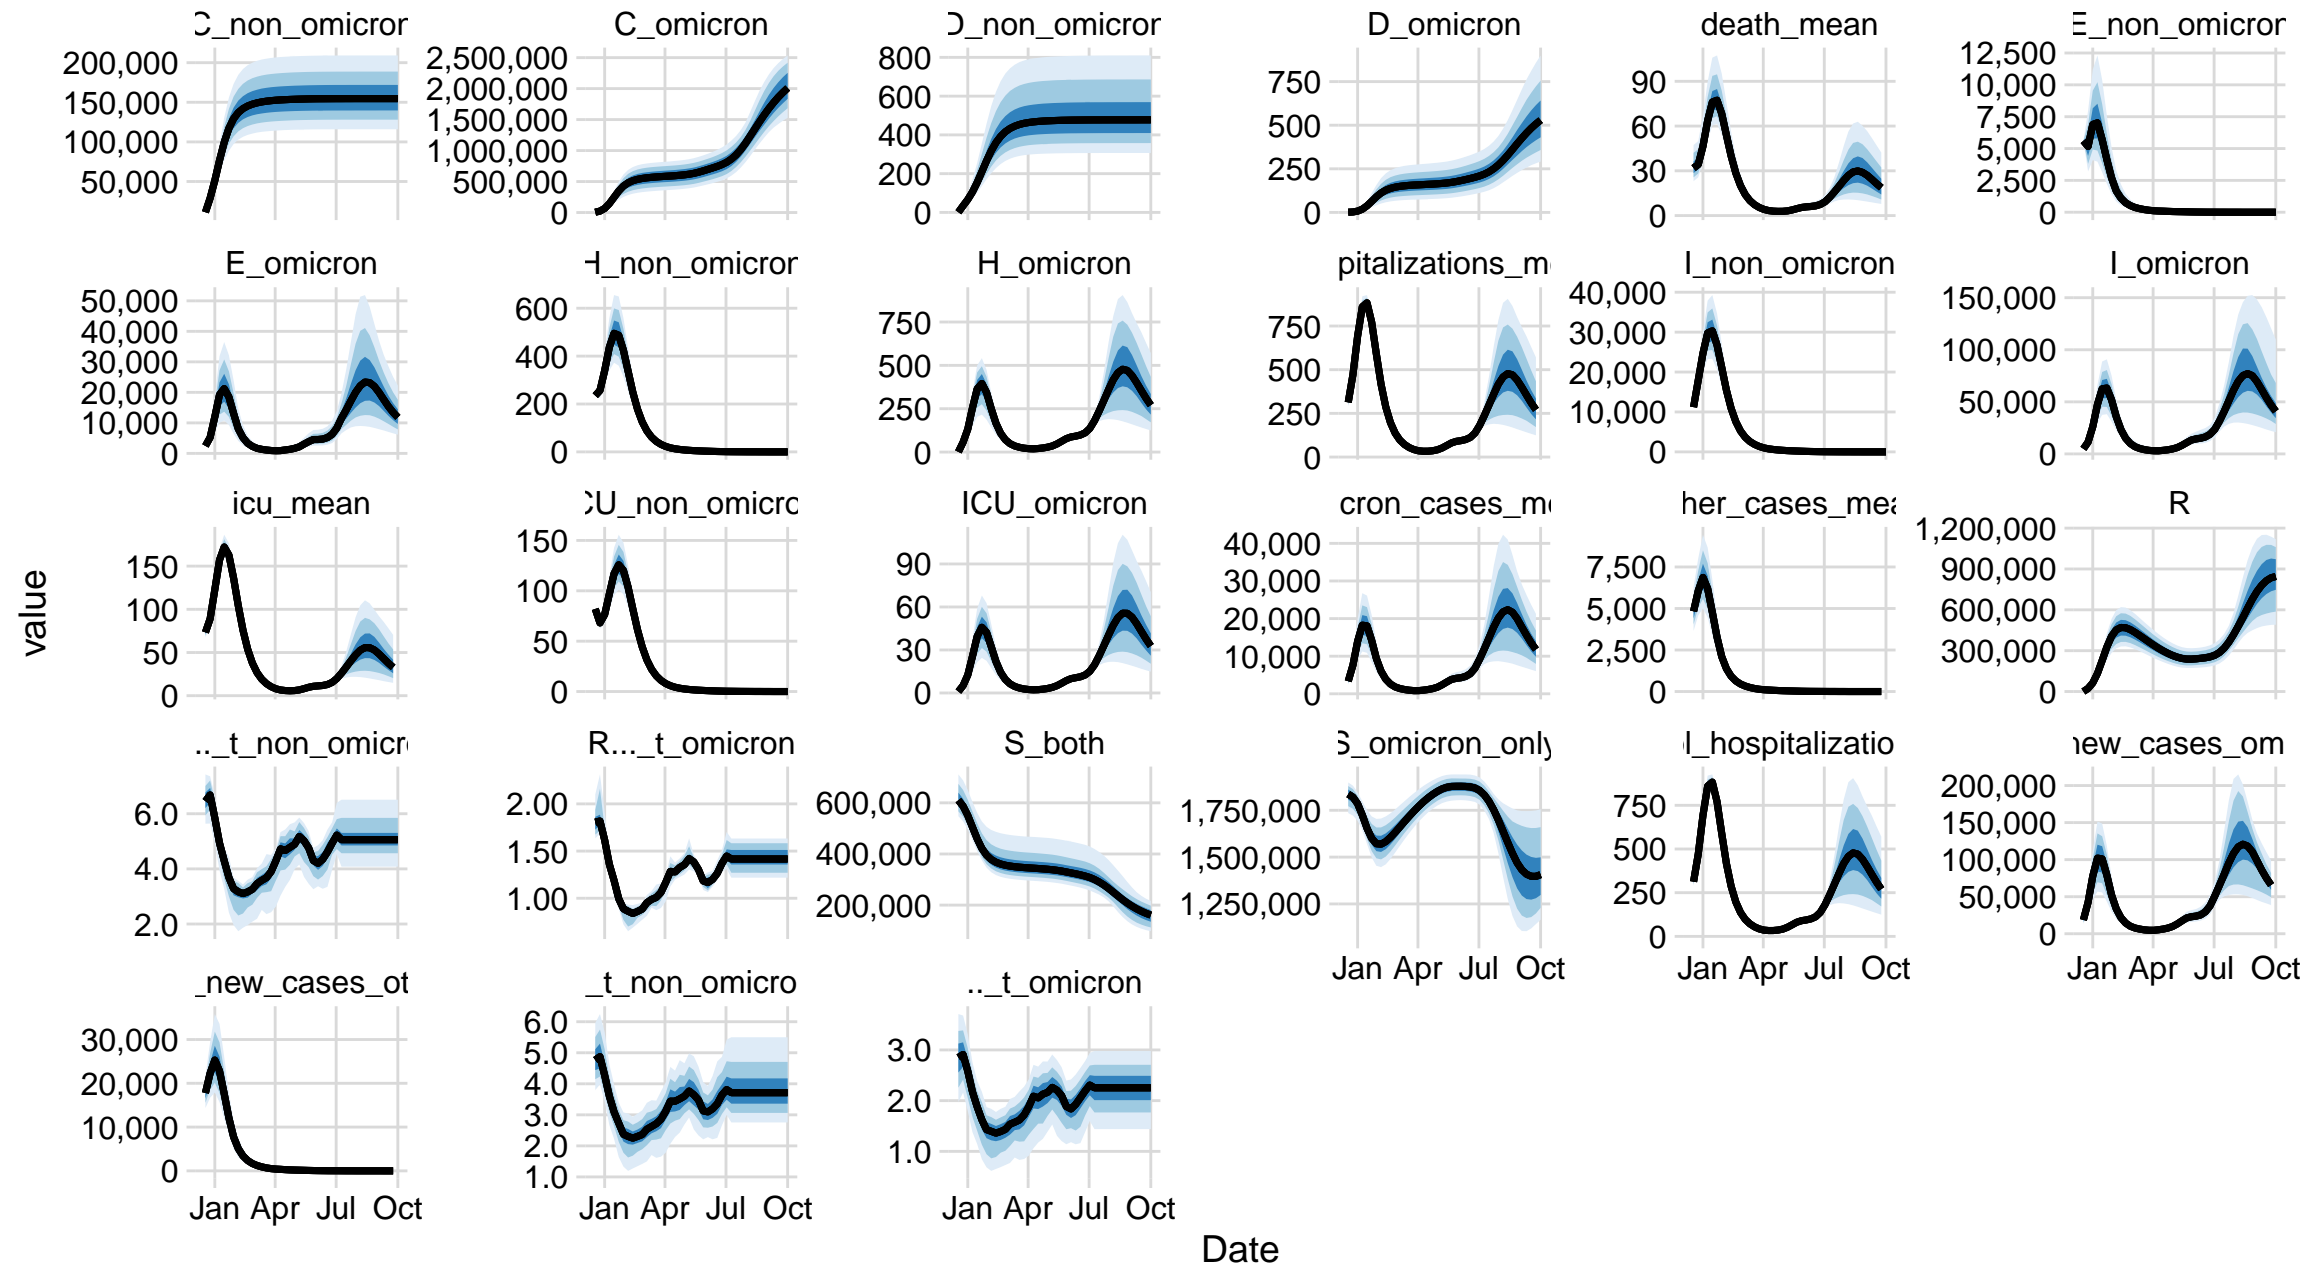 C_non_omicron C_omicron D_non_omicron D_omicron death_mean E_non_omicron
200,000 150,000 100,000 50,000
2,500,000 2,000,000 1,500,000 1,000,000 500,000 0
800 600 400 200 0
750 500 250 0
90 60 30 0
12,500 10,000 7,500 5,000 2,500 0
E_omicron H_non_omicron H_omicron pitalizations_m I_non_omicron I_omicron
50,000 40,000 30,000 20,000 10,000 0
600 400 200 0
750 500 250 0
750 500 250 0
40,000 30,000 20,000 10,000 0
150,000 100,000 50,000 0
icu_mean CU_non_omicro ICU_omicron cron_cases_m her_cases_mea R
150 100 50 0
150 100 50 0
90 60 30 0
40,000 30,000 20,000 10,000 0
7,500 5,000 2,500 0
1,200,000 900,000 600,000 300,000 0
value
.._t_non_omicr R..._t_omicron S_both S_omicron_only l_hospitalizatio new_cases_om
6.0 4.0 2.0
2.00 1.50 1.00
600,000 400,000 200,000
1,750,000 1,500,000 1,250,000
750 500 250 0
200,000 150,000 100,000 50,000 0
Jan Apr Jul Oct
Jan Apr Jul Oct
Jan Apr Jul Oct
_new_cases_ot _t_non_omicro .._t_omicron
30,000 20,000 10,000 0
6.0 5.0 4.0 3.0 2.0 1.0
3.0 2.0 1.0
Jan Apr Jul Oct
Jan Apr Jul Oct
Jan Apr Jul Oct
Date